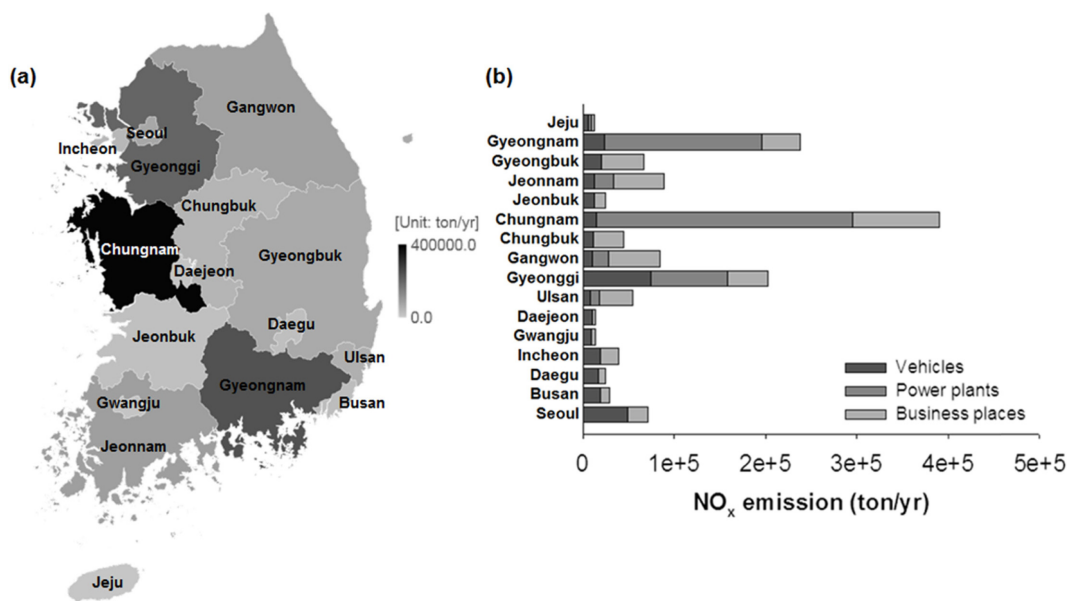 (a)
Gangwon
Seoul
Incheon
Gyeonggi
Chungbuk
[Unit: ton/yr]
400000.0
0.0
Chungnam
Gyeongbuk
Daejeon
Daegu
Jeonbuk
Ulsan
Gyeongnam
Gwangju
Busan
Jeonnam
Jeju
(b)
Jeju
Gyeongnam
Gyeongbuk
Jeonnam
Jeonbuk
Chungnam
Chungbuk
Gangwon
Gyeonggi
Ulsan
Daejeon
Gwangju
Incheon
Daegu
Busan
Seoul
Vehicles
Power plants
Business places
0 1e+5 2e+5 3e+5 4e+5 5e+5
NOx emission (ton/yr)